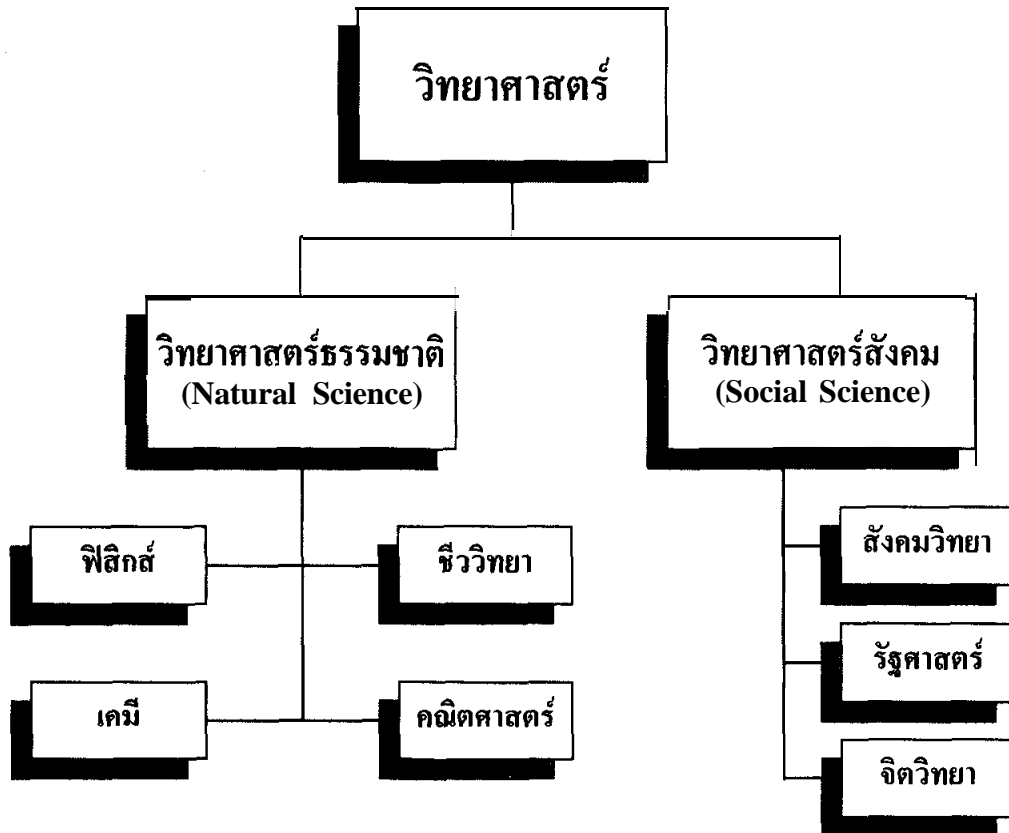 วิทยาศาสตร์
วิทยาศาสตร์ธรรมชาติ
(Natural Science)
วิทยาศาสตร์สังคม
(Social Science)
ฟิสิกส์
ชีววิทยา
เคมี
คณิตศาสตร์
สังคมวิทยา
รัฐศาสตร์
จิตวิทยา